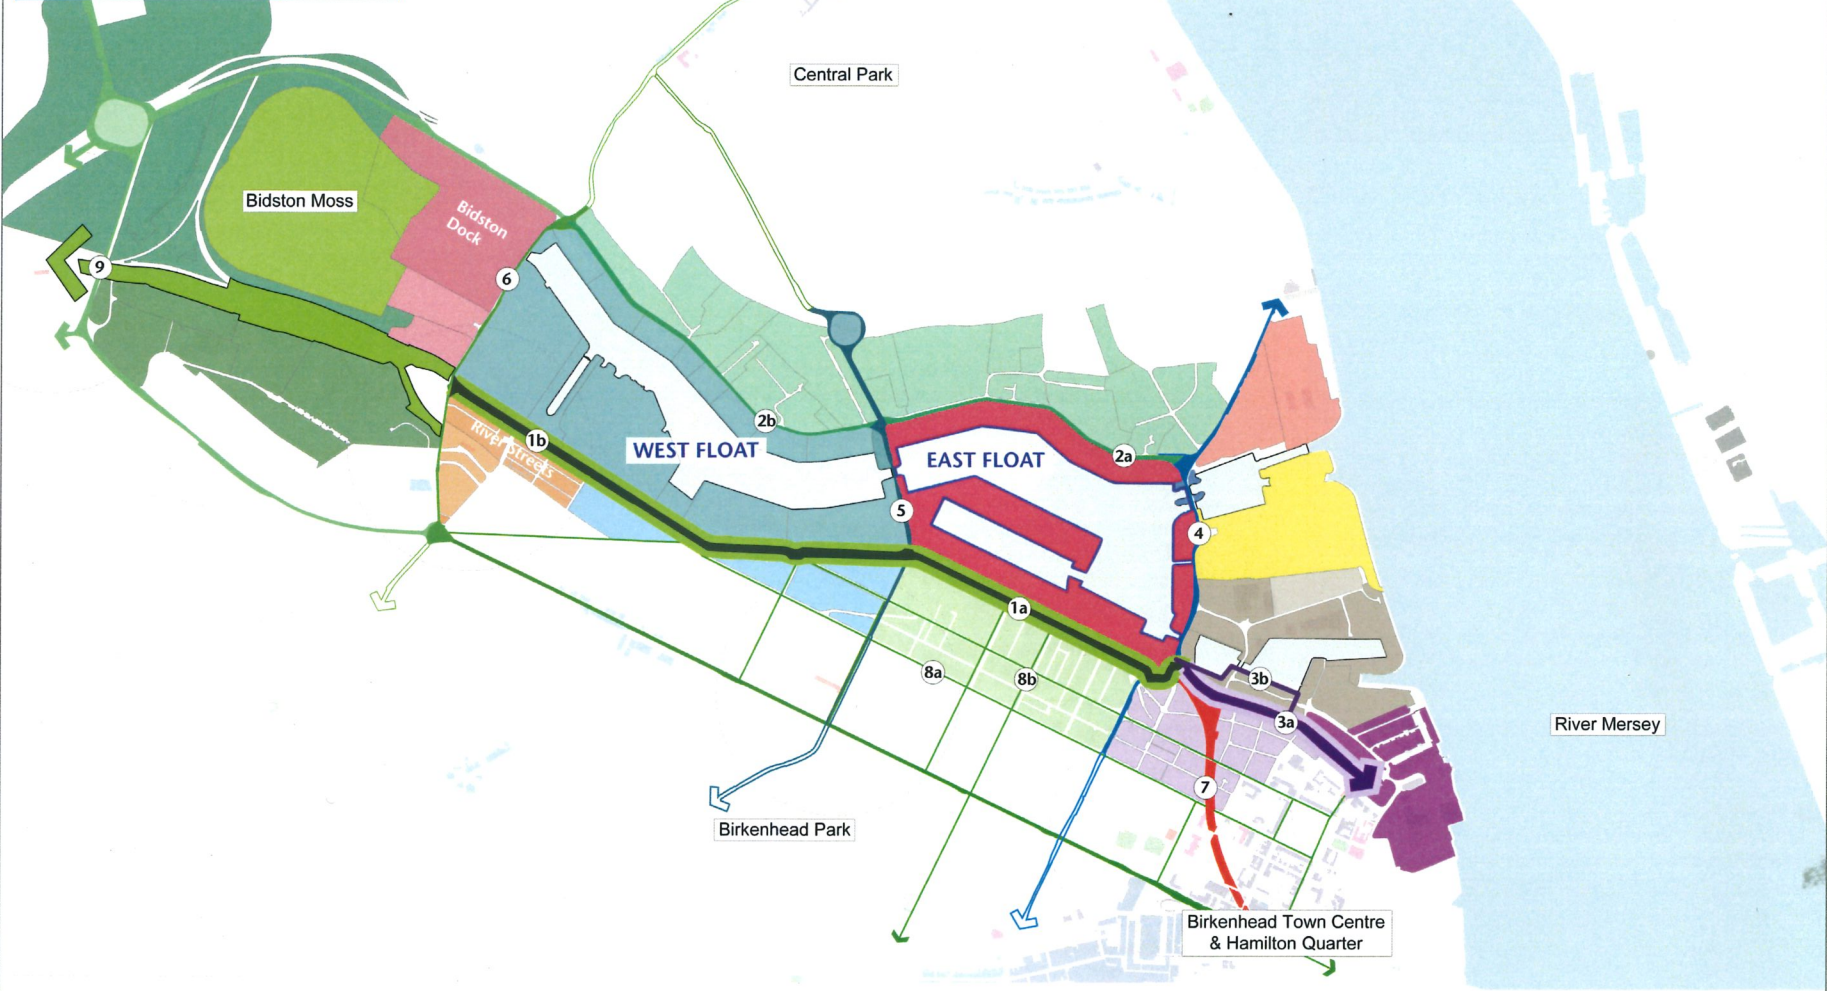 Central Park
Bidston Moss
Bidston
Dock
9
6
2b
1b
River
Streets
WEST FLOAT
EAST FLOAT
2a
5
4
1a
8a
8b
3b
3a
7
River Mersey
Birkenhead Park
Birkenhead Town Centre
& Hamilton Quarter